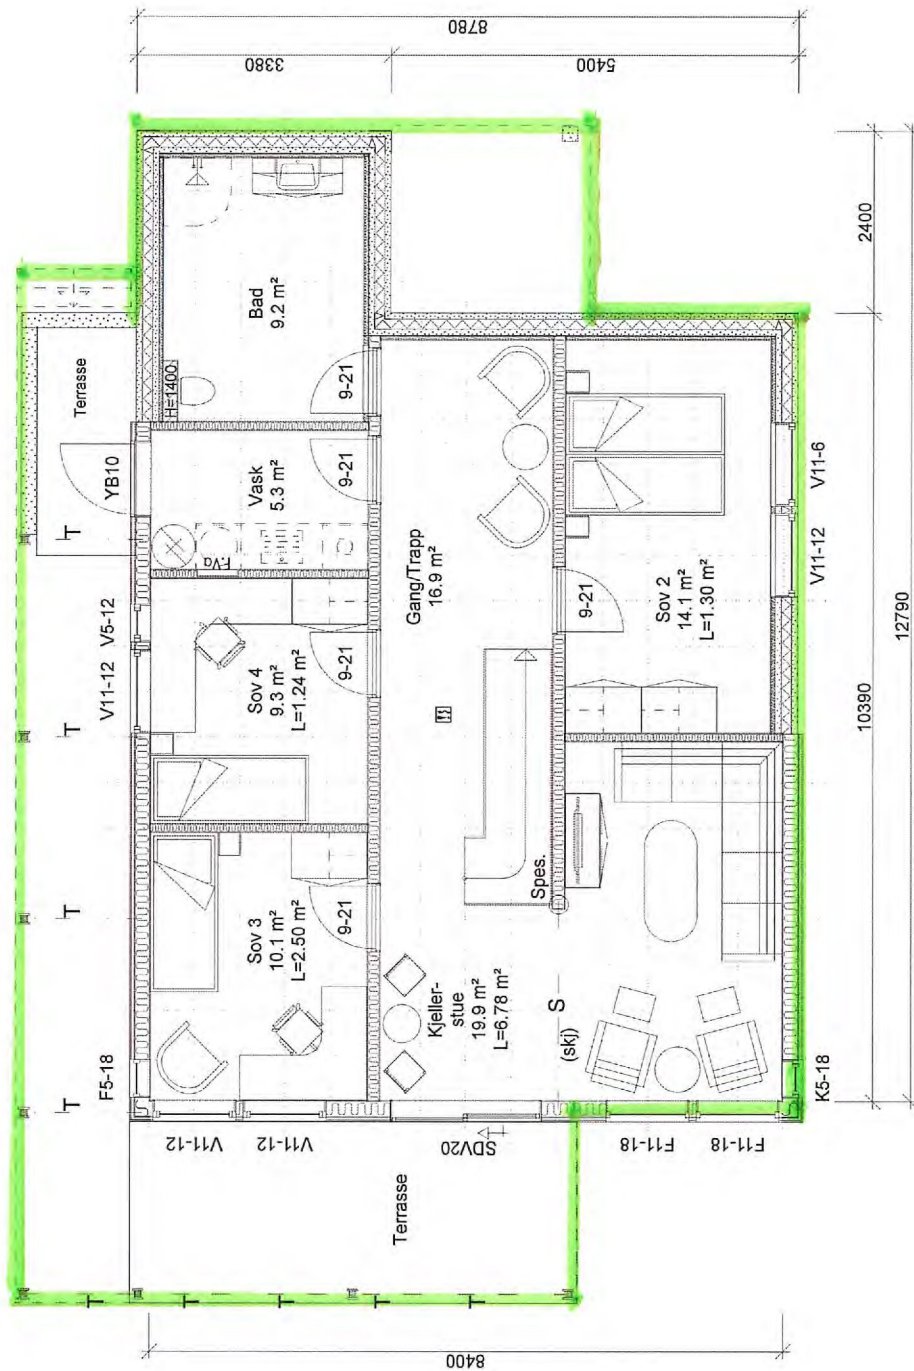 8780
3380
5400
2400
10390
12790
8400
Terrasse
YB10
V5-12
V11-12
F5-18
Bad
9.2 m²
H=1400
9-21
Vask
5.3 m²
9-21
F.Va
Sov 4
9.3 m²
L=1.24 m²
9-21
Sov 3
10.1 m²
L=2.50 m²
9-21
Gang/Trapp
16.9 m²
Sov 2
14.1 m²
L=1.30 m²
9-21
V11-6
V11-12
Spes.
Kjeller-
stue
19.9 m²
L=6.78 m²
S
(skj)
K5-18
V11-12
V11-12
SDV20
F11-18
F11-18
Terrasse
T
T
T
T